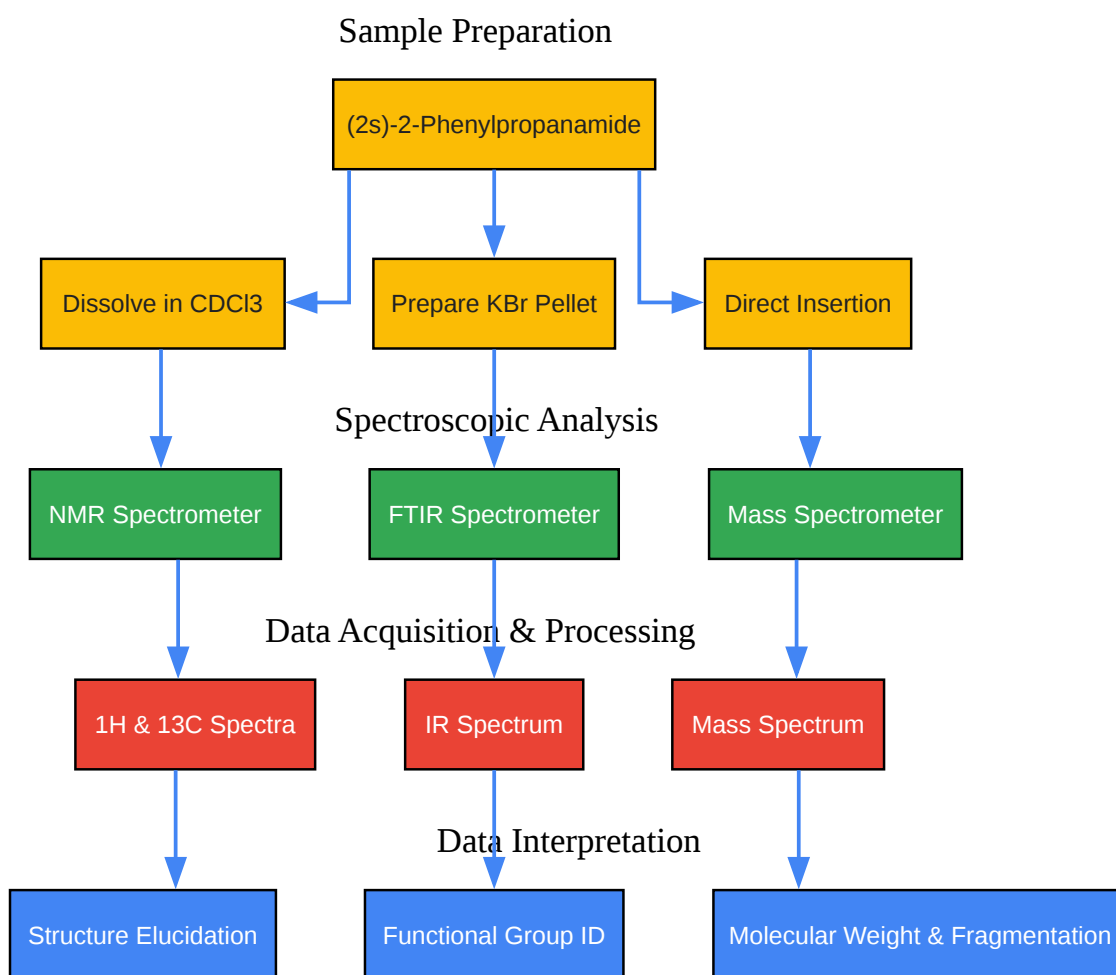 Sample Preparation
(2s)-2-Phenylpropanamide
Dissolve in CDCl3
Prepare KBr Pellet
Direct Insertion
Spectroscopic Analysis
NMR Spectrometer
FTIR Spectrometer
Mass Spectrometer
Data Acquisition & Processing
1H & 13C Spectra
IR Spectrum
Mass Spectrum
Data Interpretation
Structure Elucidation
Functional Group ID
Molecular Weight & Fragmentation